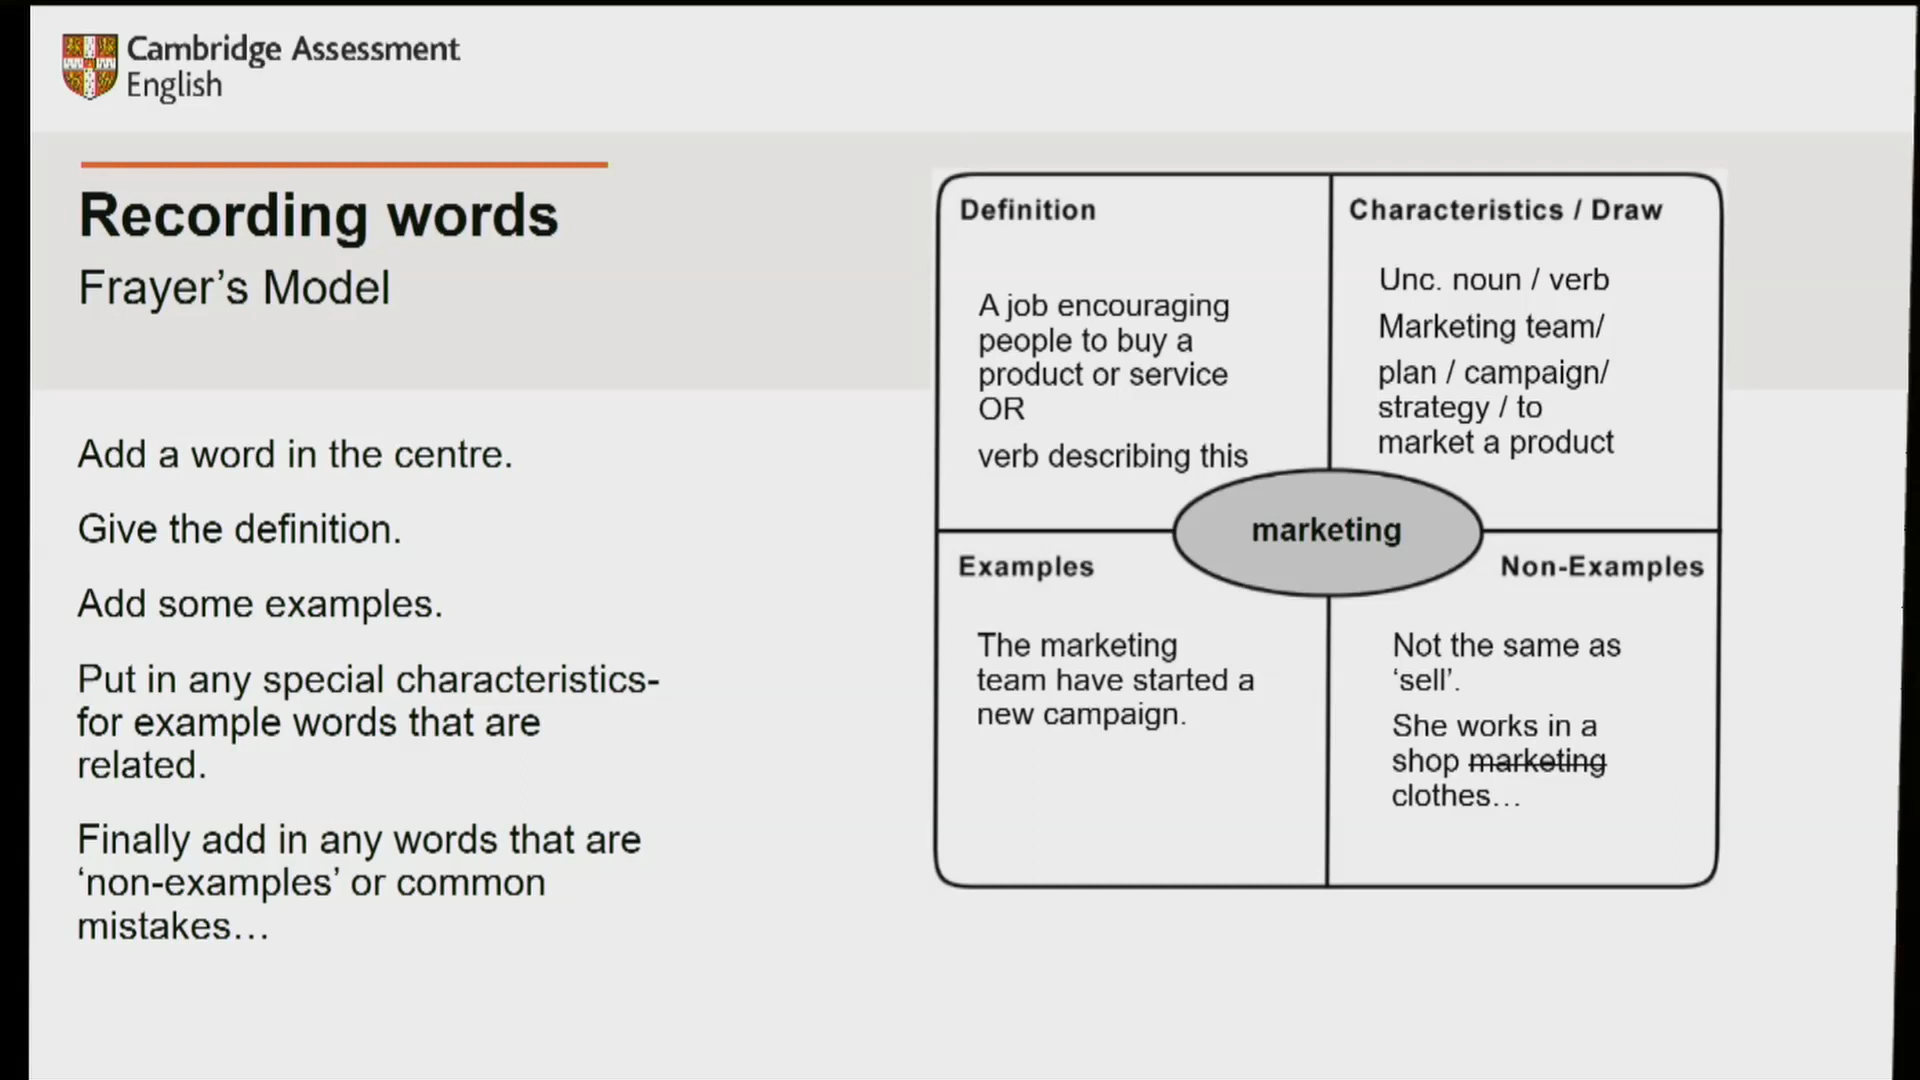 Cambridge Assessment
English
Recording words
Frayer’s Model
Add a word in the centre.
Give the definition.
Add some examples.
Put in any special characteristics-
for example words that are
related.
Finally add in any words that are
‘non-examples’ or common
mistakes…
Definition
A job encouraging
people to buy a
product or service
OR
verb describing this
Characteristics / Draw
Unc. noun / verb
Marketing team/
plan / campaign/
strategy / to
market a product
marketing
Examples
The marketing
team have started a
new campaign.
Non-Examples
Not the same as
‘sell’.
She works in a
shop marketing
clothes…